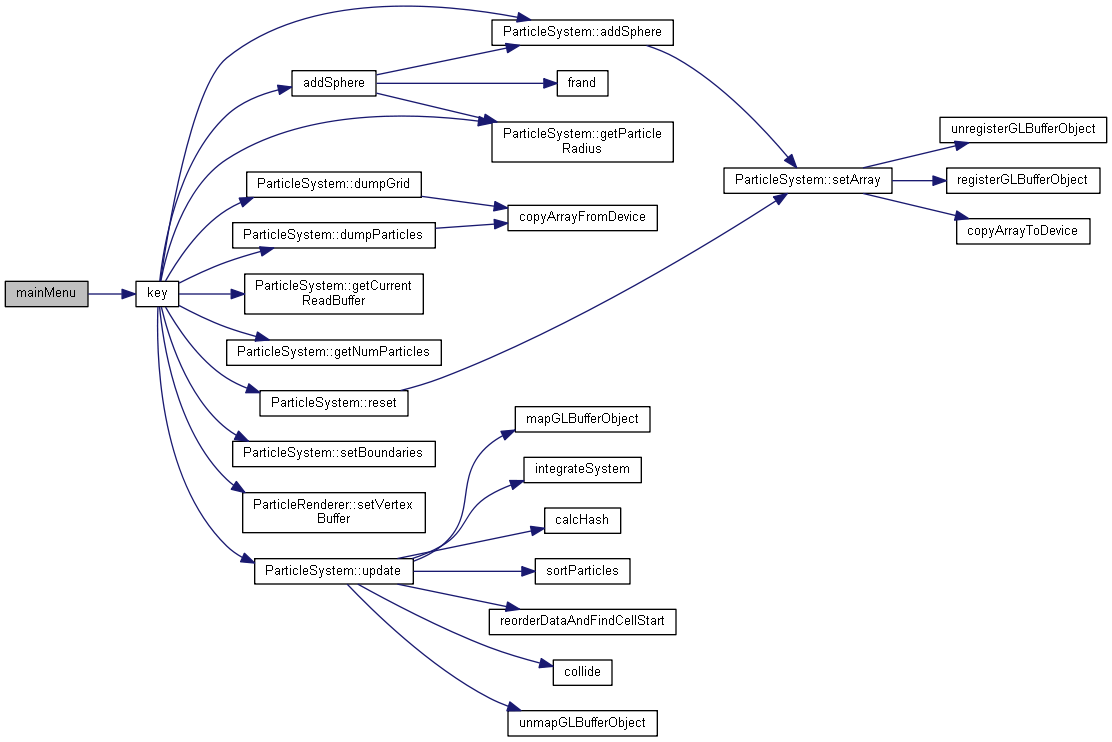 ParticleSystem::addSphere
addSphere
frand
ParticleSystem::getParticle
Radius
unregisterGLBufferObject
ParticleSystem::setArray
registerGLBufferObject
copyArrayToDevice
ParticleSystem::dumpGrid
copyArrayFromDevice
ParticleSystem::dumpParticles
mainMenu
key
ParticleSystem::getCurrent
ReadBuffer
ParticleSystem::getNumParticles
ParticleSystem::reset
ParticleSystem::setBoundaries
ParticleRenderer::setVertex
Buffer
ParticleSystem::update
mapGLBufferObject
integrateSystem
calcHash
sortParticles
reorderDataAndFindCellStart
collide
unmapGLBufferObject